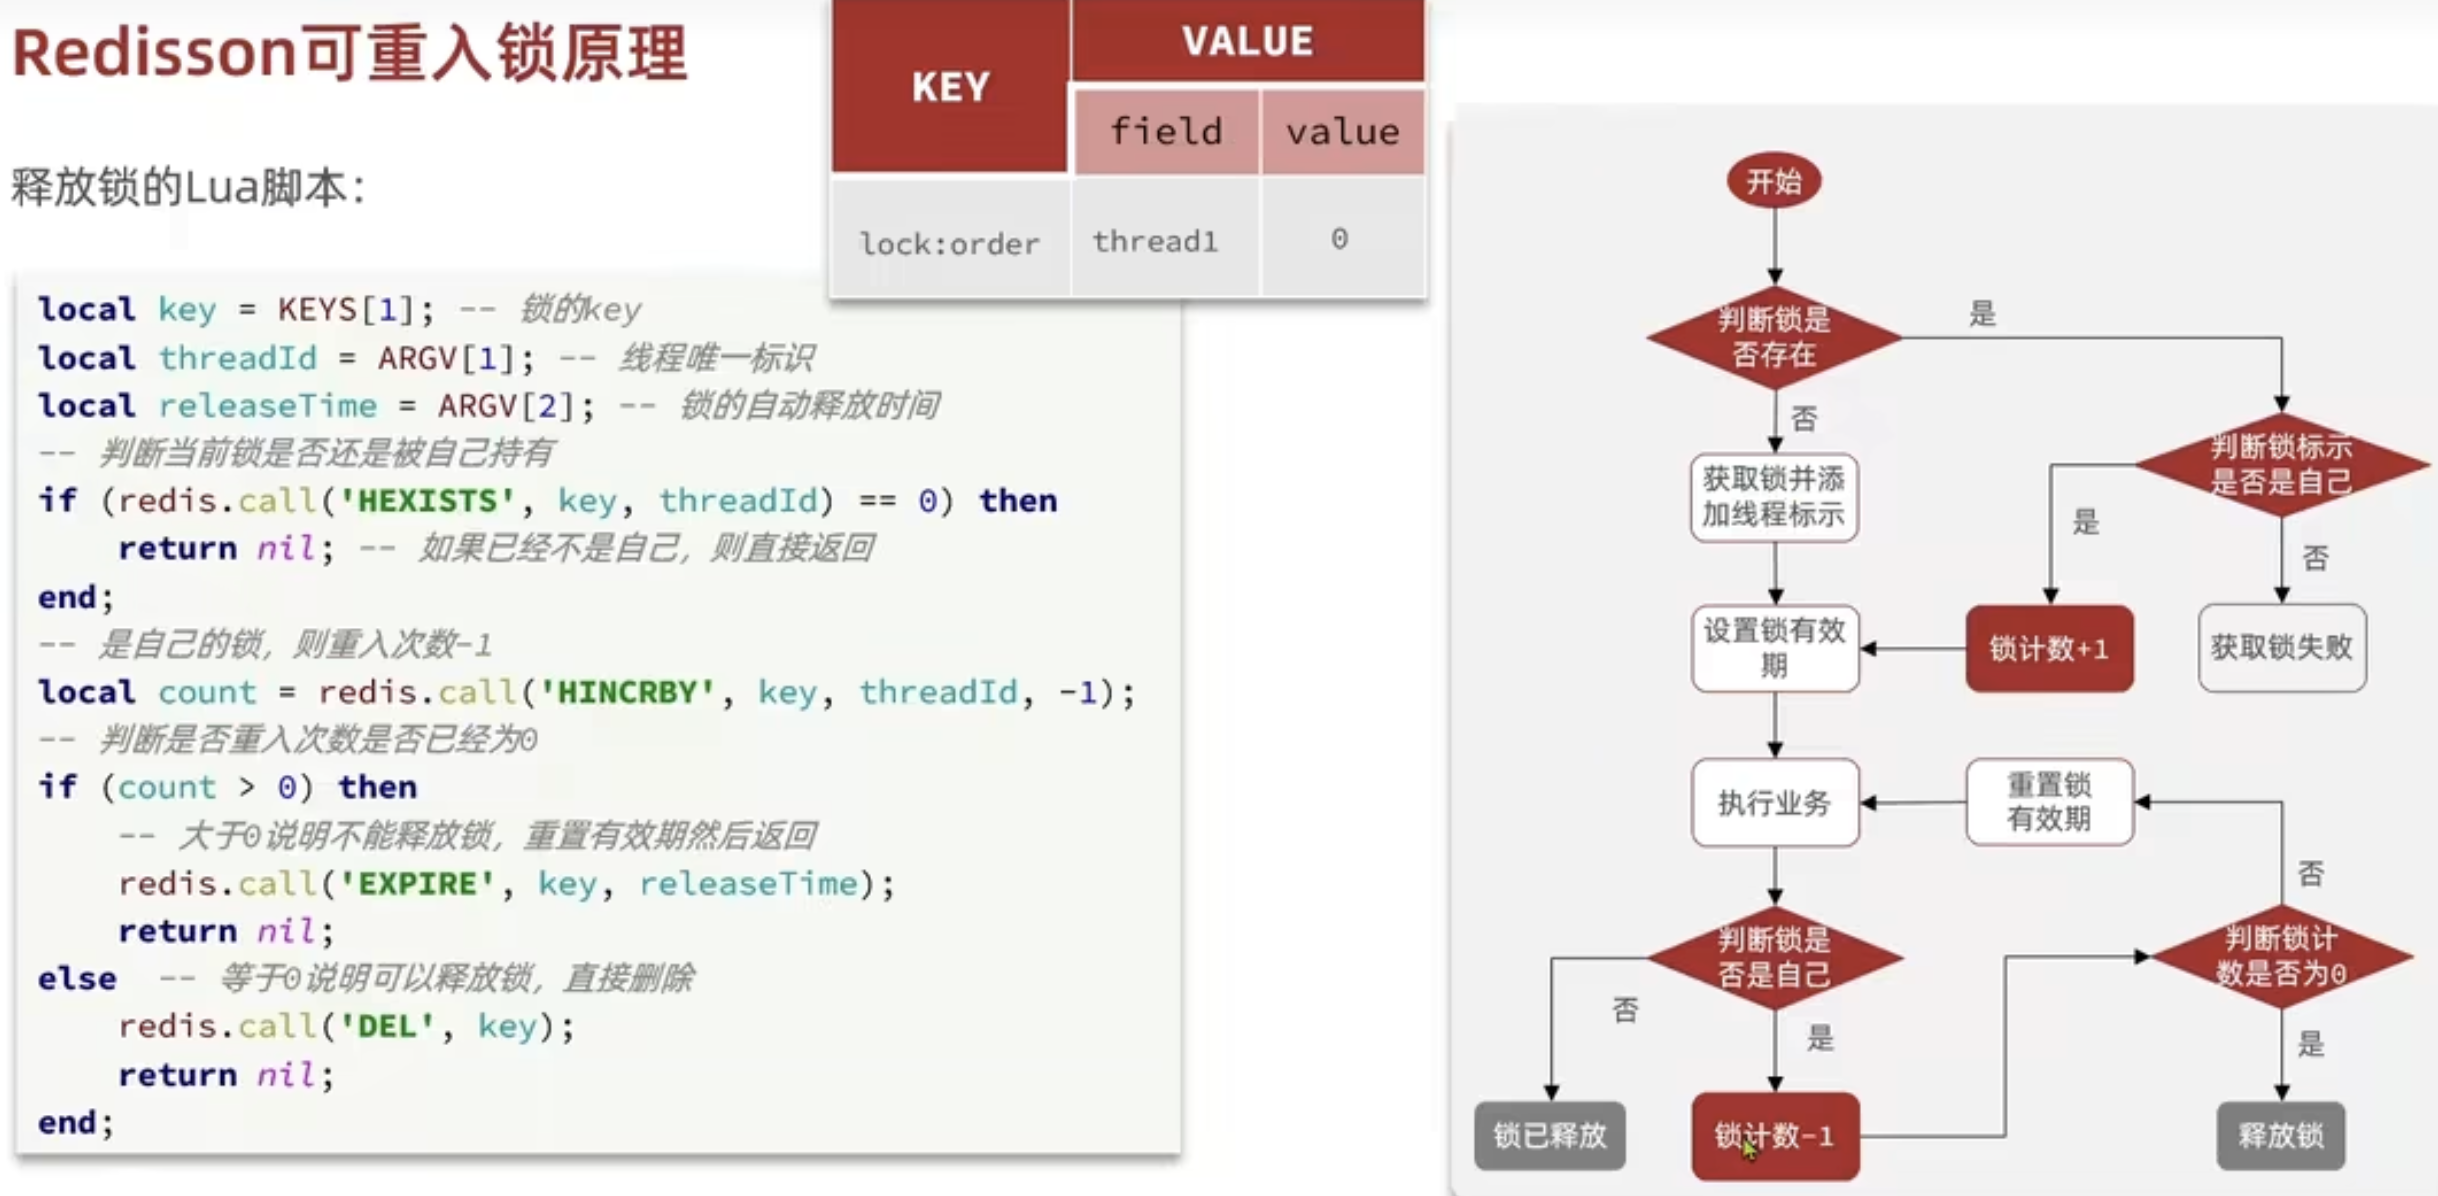 Redisson可重入锁原理
KEY
VALUE
field
value
lock:order
thread1
0
释放锁的Lua脚本：
local key = KEYS[1]; -- 锁的key
local threadId = ARGV[1]; -- 线程唯一标识
local releaseTime = ARGV[2]; -- 锁的自动释放时间
-- 判断当前锁是否还是被自己持有
if (redis.call('HEXISTS', key, threadId) == 0) then
    return nil; -- 如果已经不是自己，则直接返回
end;
-- 是自己的锁，则重入次数-1
local count = redis.call('HINCRBY', key, threadId, -1);
-- 判断是否重入次数是否已经为0
if (count > 0) then
    -- 大于0说明不能释放锁，重置有效期然后返回
    redis.call('EXPIRE', key, releaseTime);
    return nil;
else  -- 等于0说明可以释放锁，直接删除
    redis.call('DEL', key);
    return nil;
end;
开始
判断锁是
否存在
是
否
判断锁标示
是否是自己
获取锁并添
加线程标示
是
否
设置锁有效
期
锁计数+1
获取锁失败
执行业务
重置锁
有效期
否
判断锁是
否是自己
判断锁计
数是否为0
否
是
是
锁已释放
锁计数-1
释放锁